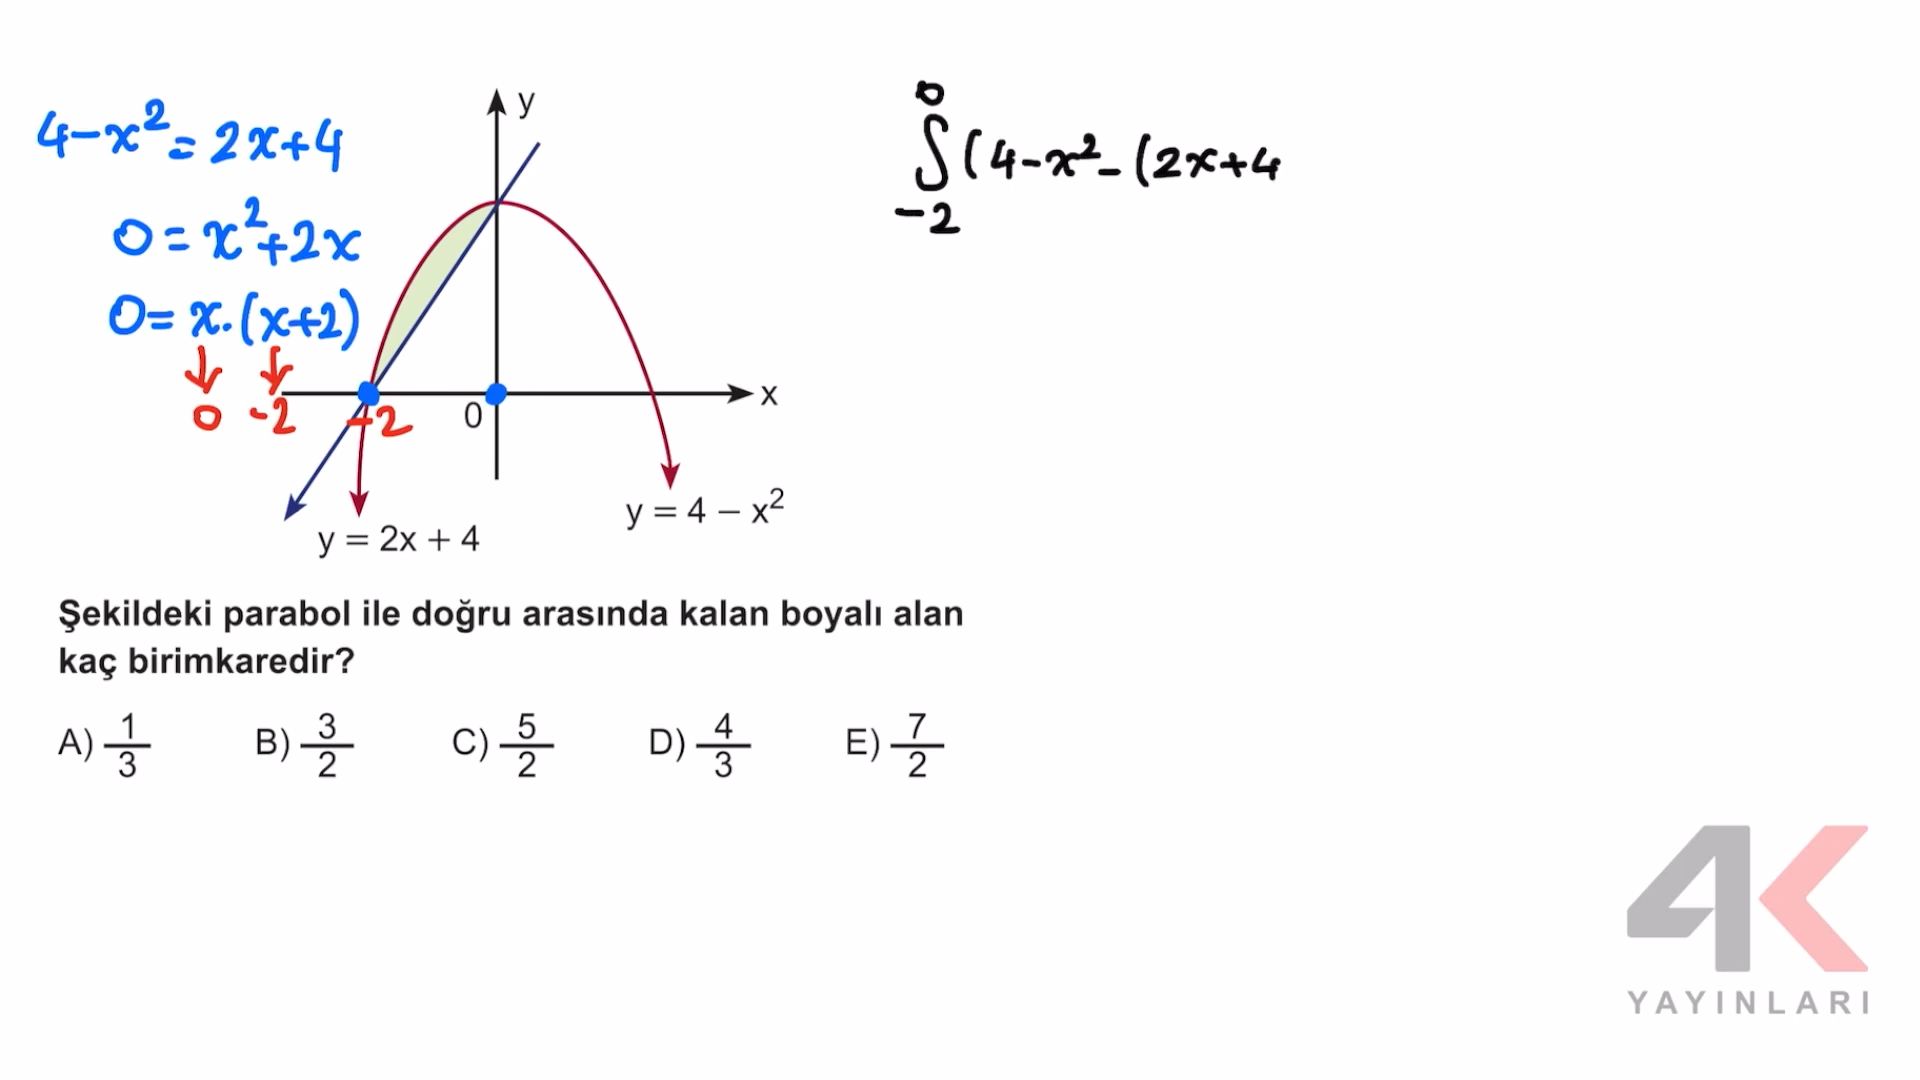 4-x²=2x+4
0=x²+2x
0=x.(x+2)
↓ ↓
0 -2
y
x
-2
0
y = 2x + 4
y = 4 − x²
0
∫(4-x²-(2x+4
-2
Şekildeki parabol ile doğru arasında kalan boyalı alan
kaç birimkaredir?
A) 1/3 B) 3/2 C) 5/2 D) 4/3 E) 7/2
4K
YAYINLARI